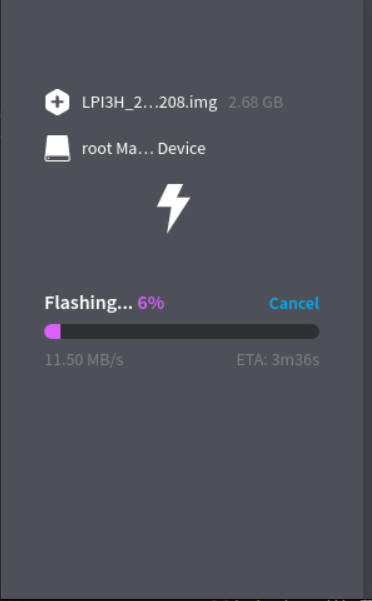 LPI3H_2...208.img 2.68 GB
root Ma... Device
Flashing... 6% Cancel
11.50 MB/s ETA: 3m36s